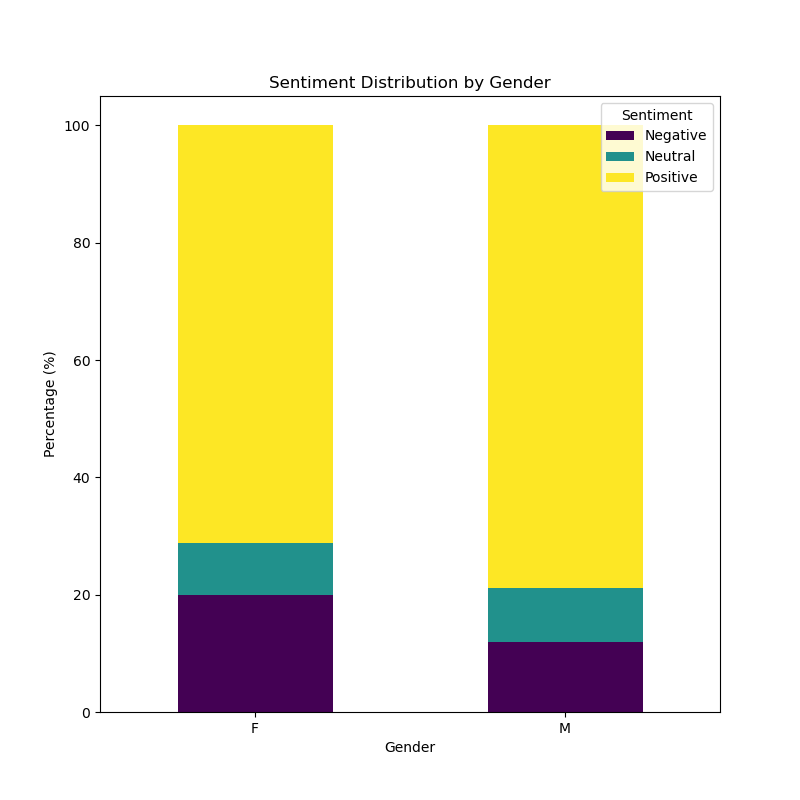 Sentiment Distribution by Gender
Sentiment
Negative
Neutral
Positive
100
80
60
40
20
0
Percentage (%)
F
M
Gender